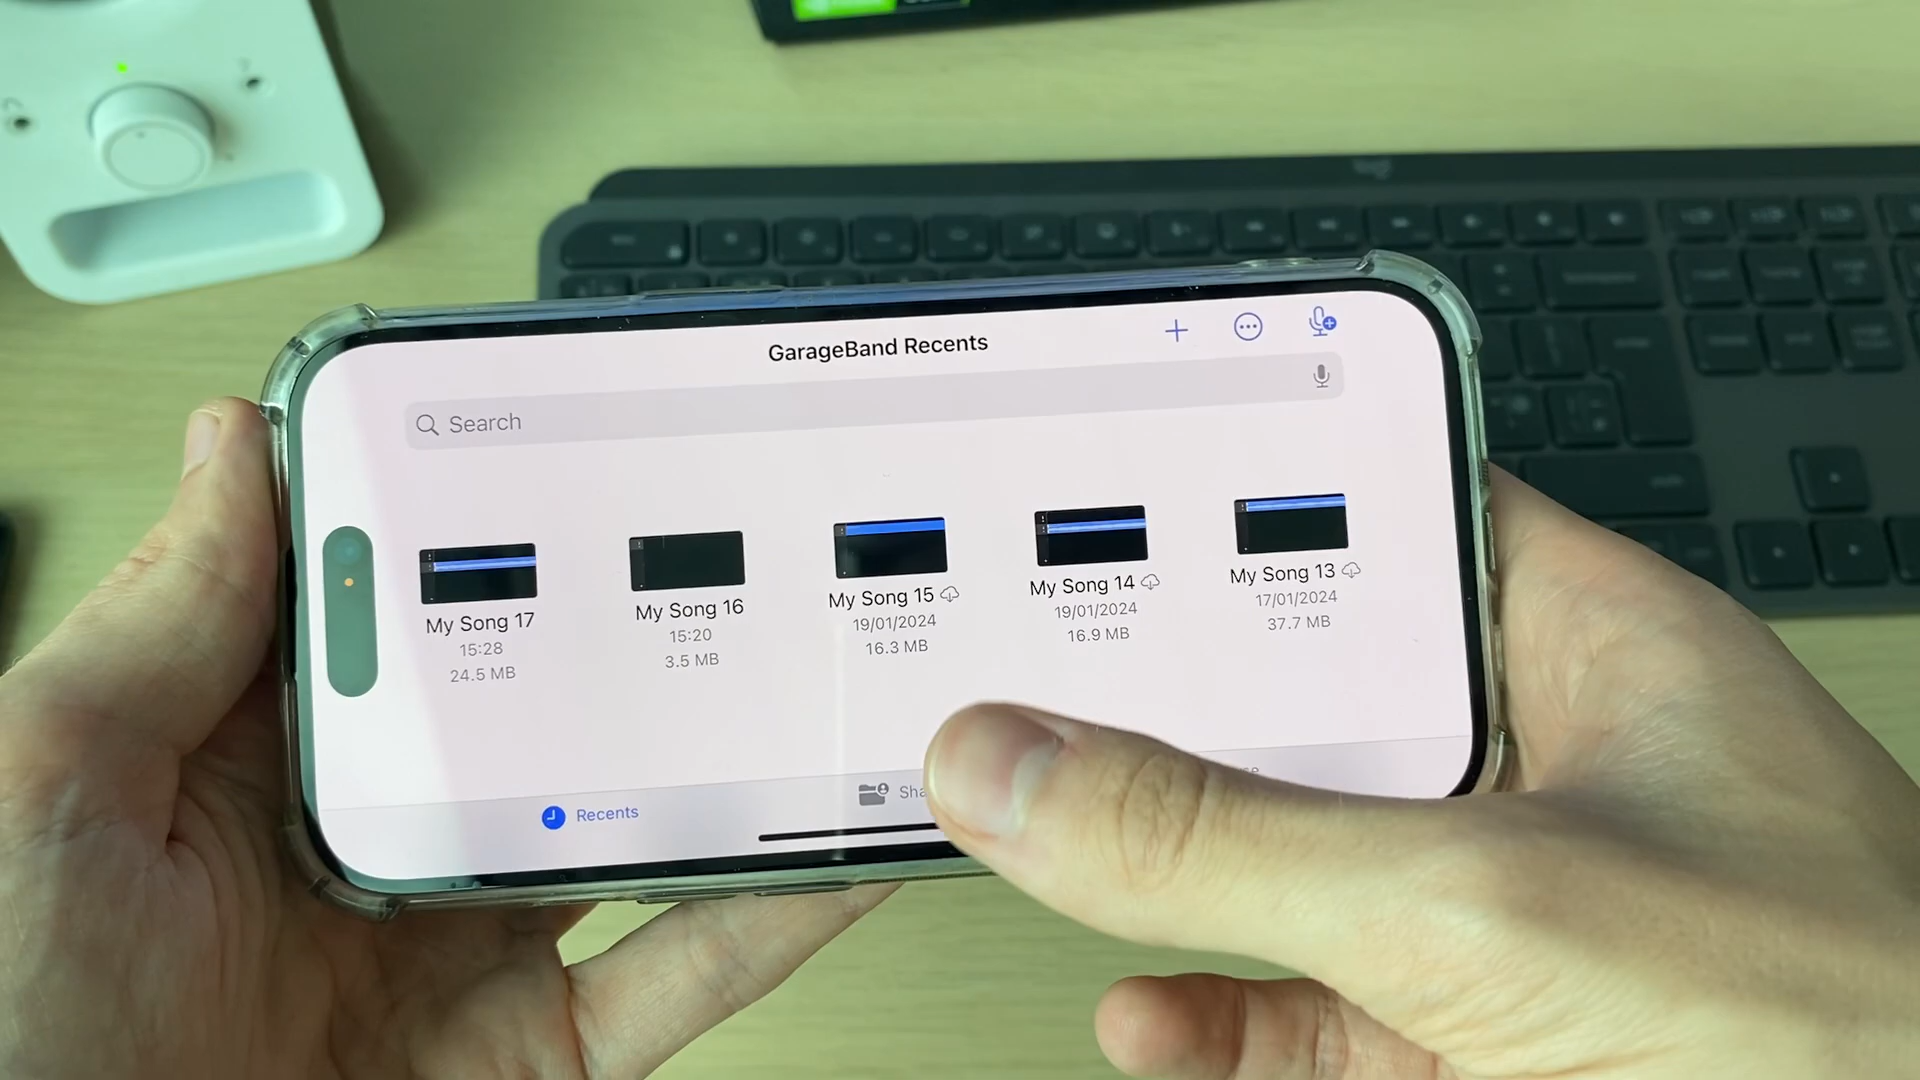 GarageBand Recents
Search
My Song 17
15:28
24.5 MB
My Song 16
15:20
3.5 MB
My Song 15
19/01/2024
16.3 MB
My Song 14
19/01/2024
16.9 MB
My Song 13
17/01/2024
37.7 MB
Recents